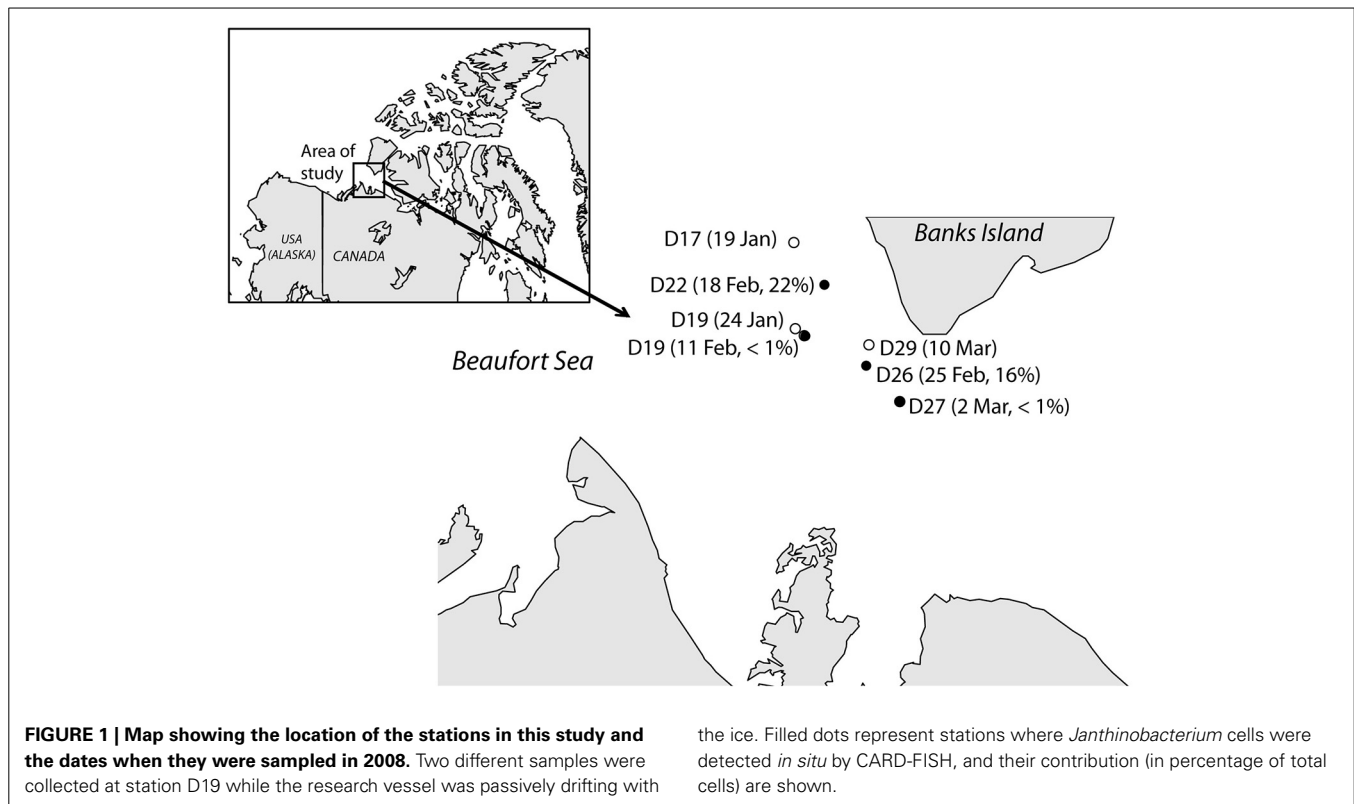 Area of
study
USA
(ALASKA)
CANADA
Banks Island
D17 (19 Jan)
D22 (18 Feb, 22%)
D19 (24 Jan)
D19 (11 Feb, < 1%)
Beaufort Sea
D29 (10 Mar)
D26 (25 Feb, 16%)
D27 (2 Mar, < 1%)
FIGURE 1 | Map showing the location of the stations in this study and
the dates when they were sampled in 2008. Two different samples were
collected at station D19 while the research vessel was passively drifting with
the ice. Filled dots represent stations where Janthinobacterium cells were
detected in situ by CARD-FISH, and their contribution (in percentage of total
cells) are shown.